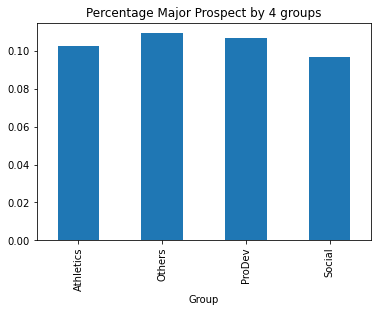 Percentage Major Prospect by 4 groups
0.10
0.08
0.06
0.04
0.02
0.00
Athletics
Others
ProDev
Social
Group